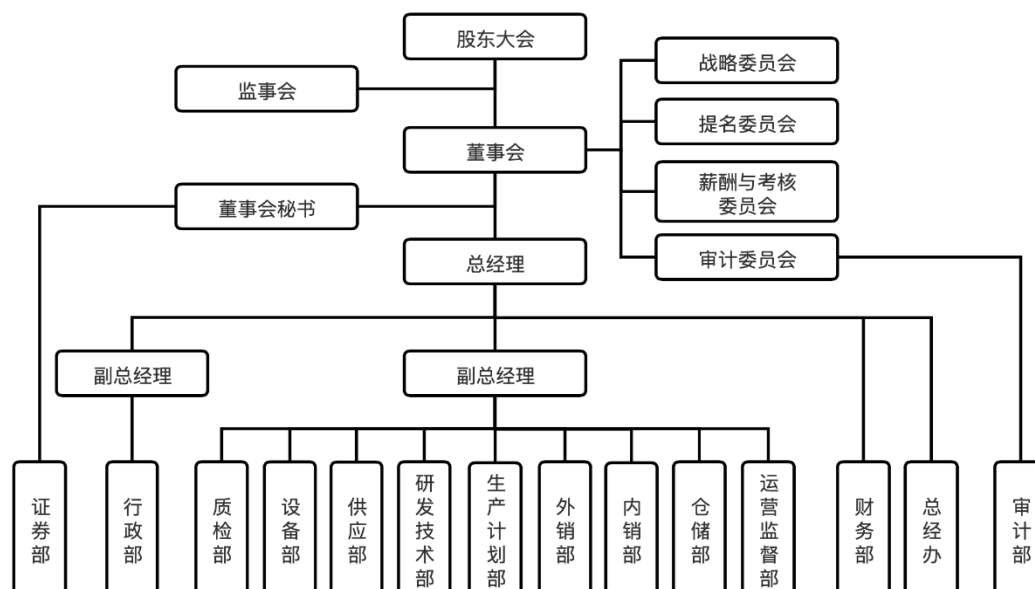 股东大会
战略委员会
监事会
提名委员会
董事会
薪酬与考核
委员会
董事会秘书
总经理
审计委员会
副总经理
副总经理
证券部
行政部
质检部
设备部
供应部
研发技术部
生产计划部
外销部
内销部
仓储部
运营监督部
财务部
总经办
审计部